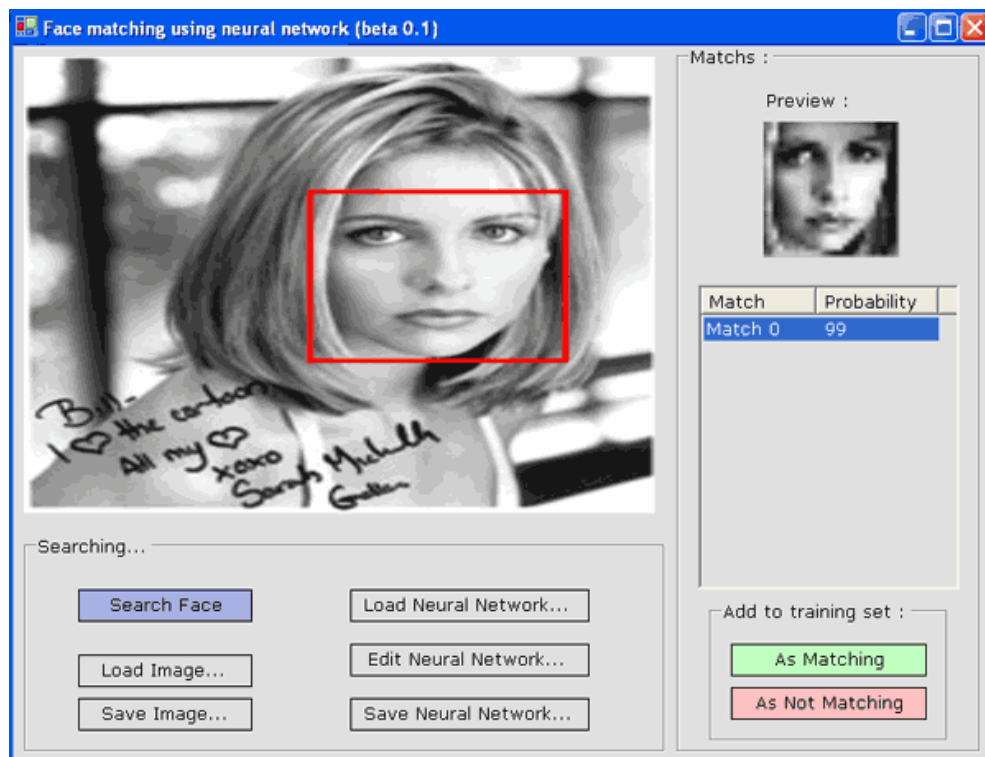 Face matching using neural network (beta 0.1)
Matchs :
Preview :
Match Probability
Match 0 99
Bill-
I ♡ the cartoon,
All my ♡
xoxo
Sarah Michelle
Gellar
Searching...
Search Face
Load Neural Network...
Load Image...
Edit Neural Network...
Save Image...
Save Neural Network...
Add to training set :
As Matching
As Not Matching